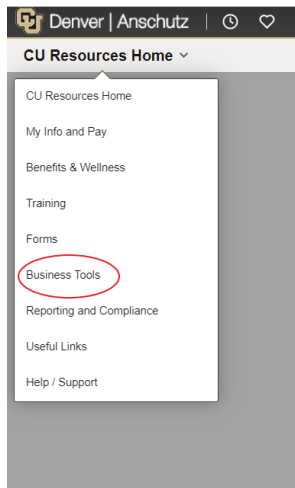 CU Denver | Anschutz
CU Resources Home
CU Resources Home
My Info and Pay
Benefits & Wellness
Training
Forms
Business Tools
Reporting and Compliance
Useful Links
Help / Support